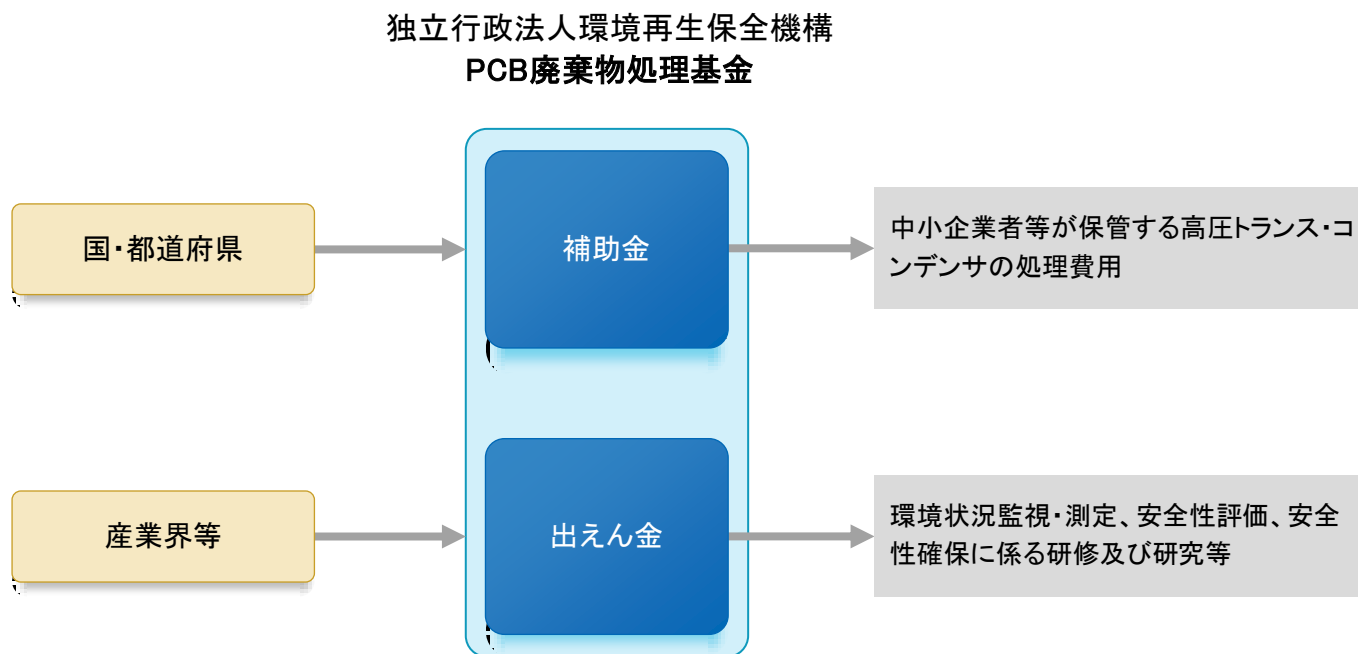 独立行政法人環境再生保全機構
PCB廃棄物処理基金
国・都道府県
補助金
中小企業者等が保管する高圧トランス・コ
ンデンサの処理費用
産業界等
出えん金
環境状況監視・測定、安全性評価、安全
性確保に係る研修及び研究等